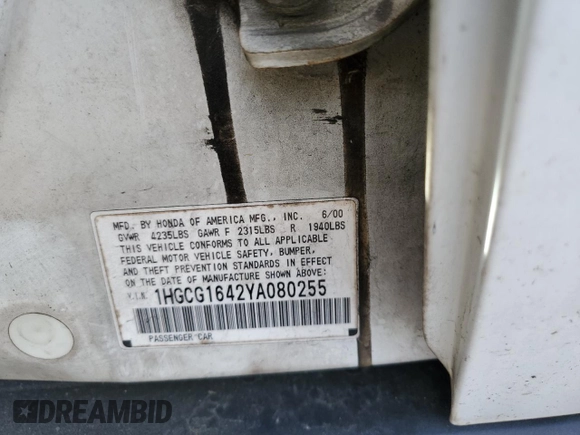 MFD. BY HONDA OF AMERICA MFG., INC. 6/00
GVWR 4235LBS GAWR F 2315LBS R 1940LBS
THIS VEHICLE CONFORMS TO ALL APPLICABLE
FEDERAL MOTOR VEHICLE SAFETY, BUMPER,
AND THEFT PREVENTION STANDARDS IN EFFECT
ON THE DATE OF MANUFACTURE SHOWN ABOVE:
V.I.N. 1HGCG1642YA080255
PASSENGER CAR
DREAMBID